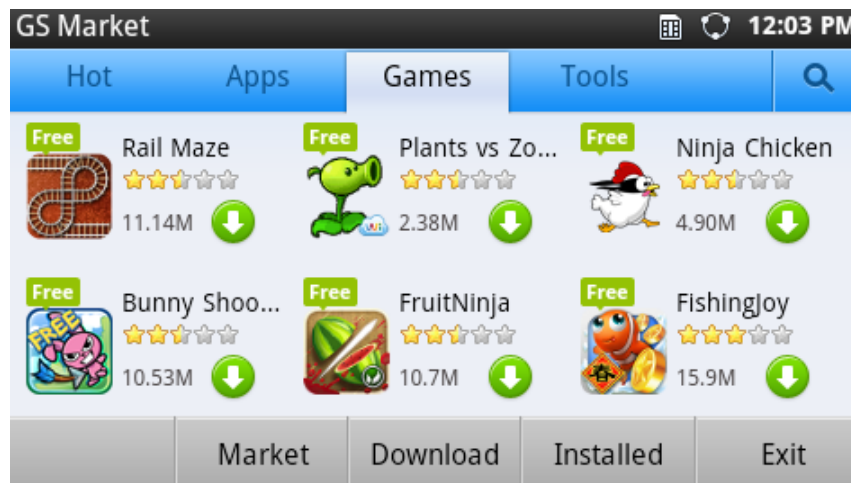 GS Market 12:03 PM
Hot Apps Games Tools
Free Rail Maze
11.14M
Free Plants vs Zo...
2.38M
Free Ninja Chicken
4.90M
Free Bunny Shoo...
FREE
10.53M
Free FruitNinja
10.7M
Free FishingJoy
春
15.9M
Market Download Installed Exit